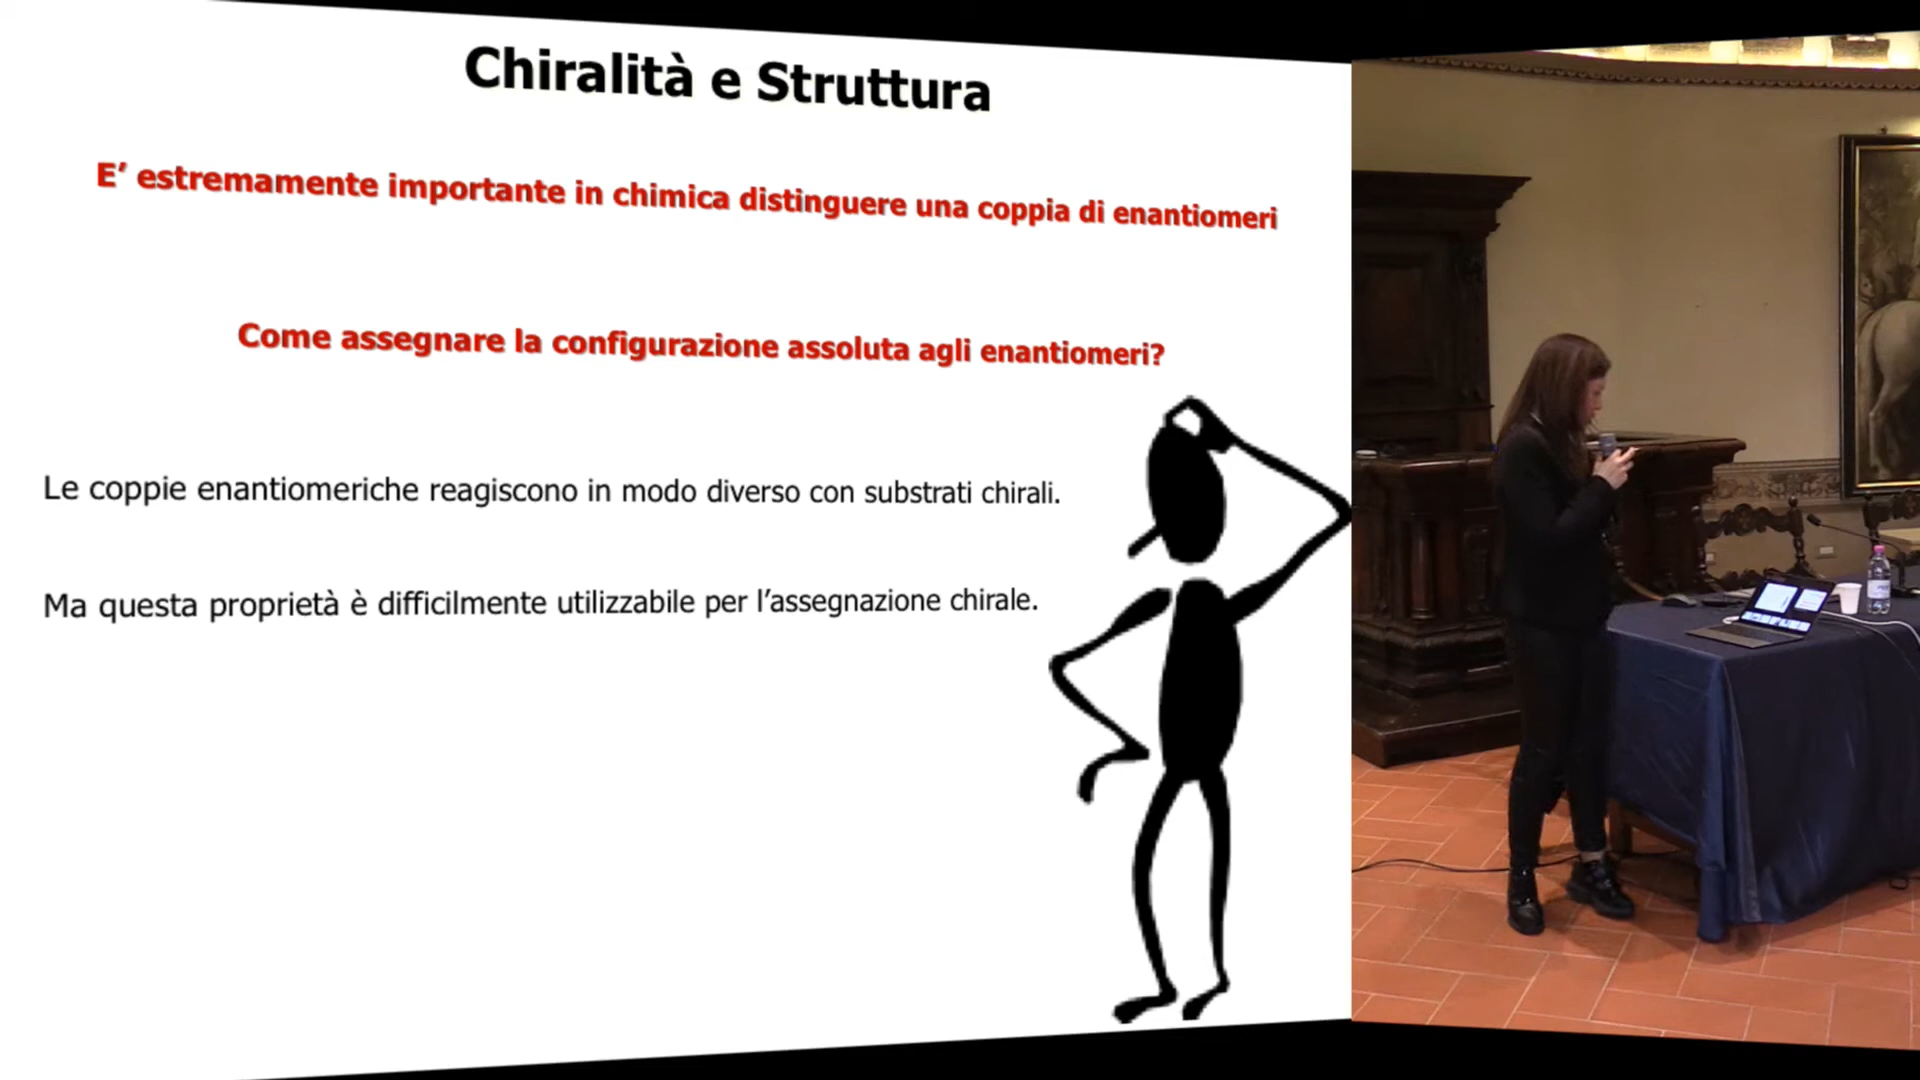 Chiralità e Struttura
E’ estremamente importante in chimica distinguere una coppia di enantiomeri
Come assegnare la configurazione assoluta agli enantiomeri?
Le coppie enantiomeriche reagiscono in modo diverso con substrati chirali.
Ma questa proprietà è difficilmente utilizzabile per l’assegnazione chirale.